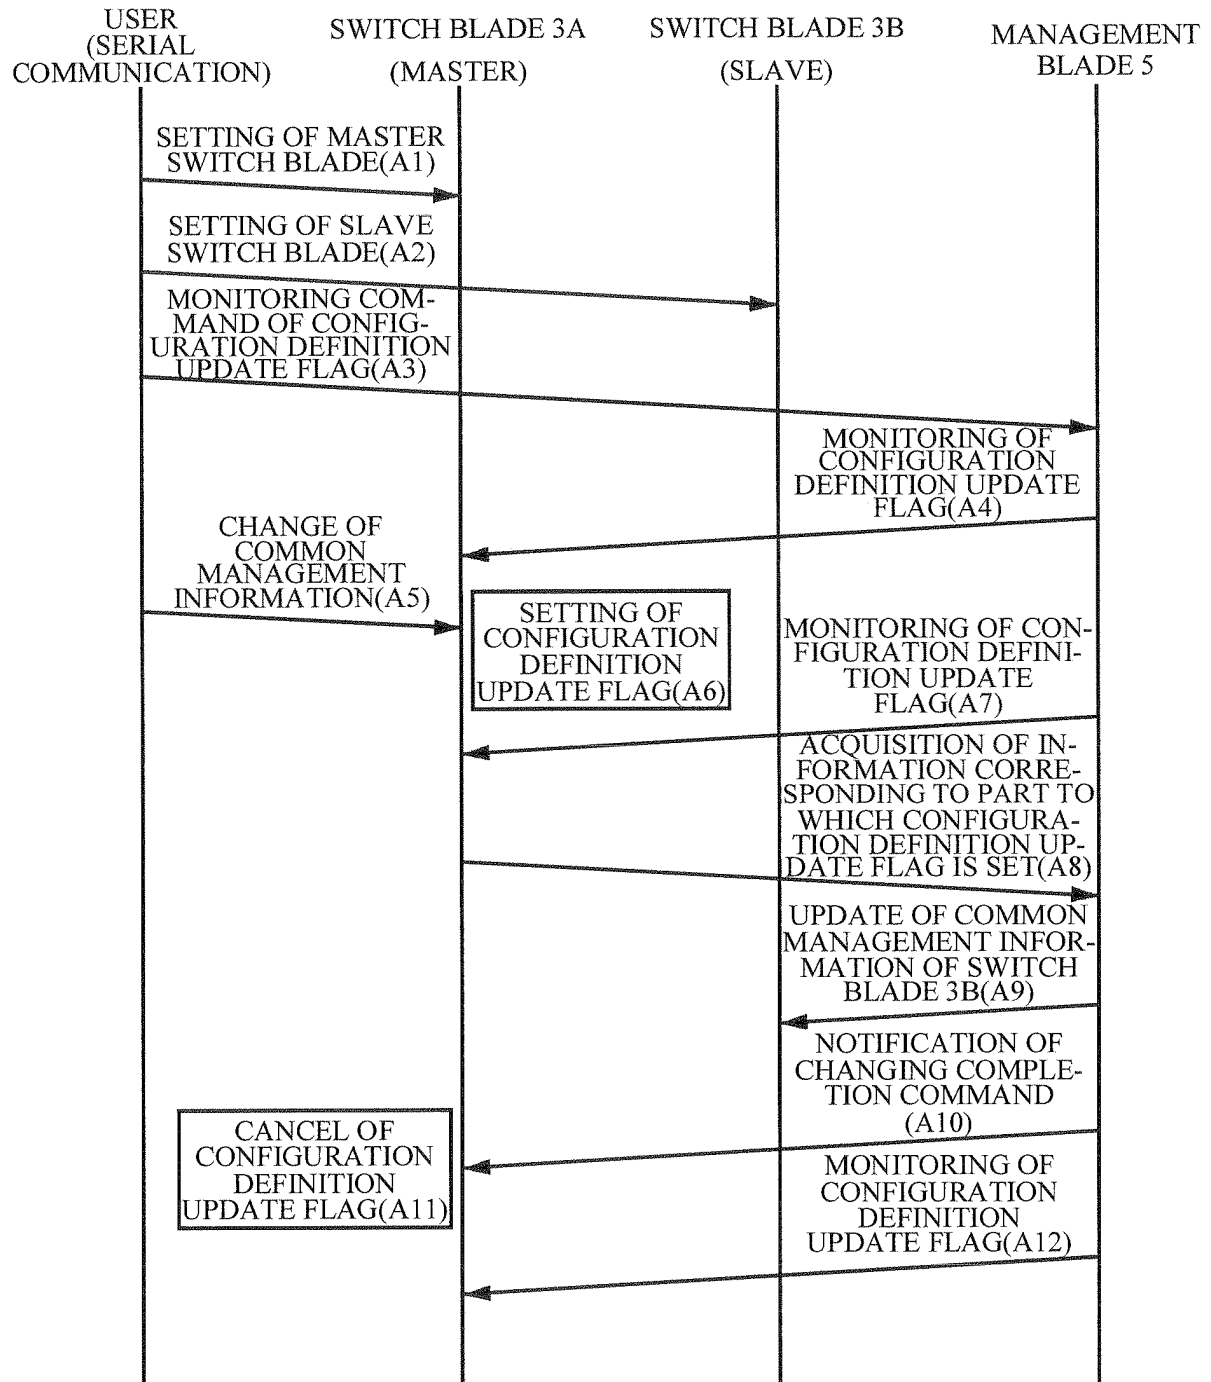 USER
(SERIAL
COMMUNICATION)
SWITCH BLADE 3A
(MASTER)
SWITCH BLADE 3B
(SLAVE)
MANAGEMENT
BLADE 5
SETTING OF MASTER
SWITCH BLADE(A1)
SETTING OF SLAVE
SWITCH BLADE(A2)
MONITORING COM-
MAND OF CONFIG-
URATION DEFINITION
UPDATE FLAG(A3)
MONITORING OF
CONFIGURATION
DEFINITION UPDATE
FLAG(A4)
CHANGE OF
COMMON
MANAGEMENT
INFORMATION(A5)
SETTING OF
CONFIGURATION
DEFINITION
UPDATE FLAG(A6)
MONITORING OF CON-
FIGURATION DEFINI-
TION UPDATE
FLAG(A7)
ACQUISITION OF IN-
FORMATION CORRE-
SPONDING TO PART TO
WHICH CONFIGURA-
TION DEFINITION UP-
DATE FLAG IS SET(A8)
UPDATE OF COMMON
MANAGEMENT INFOR-
MATION OF SWITCH
BLADE 3B(A9)
NOTIFICATION OF
CHANGING COMPLE-
TION COMMAND
(A10)
CANCEL OF
CONFIGURATION
DEFINITION
UPDATE FLAG(A11)
MONITORING OF
CONFIGURATION
DEFINITION
UPDATE FLAG(A12)